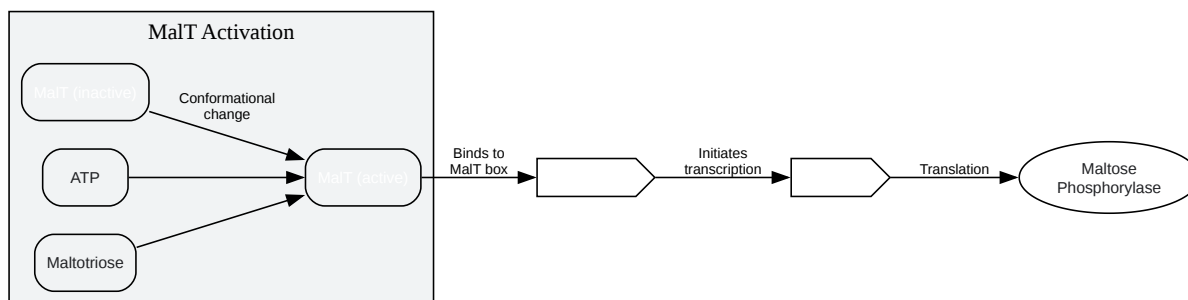 MalT Activation
MalT (inactive)
Conformational
change
ATP
MalT (active)
Maltotriose
Binds to
MalT box
Initiates
transcription
Translation
Maltose
Phosphorylase